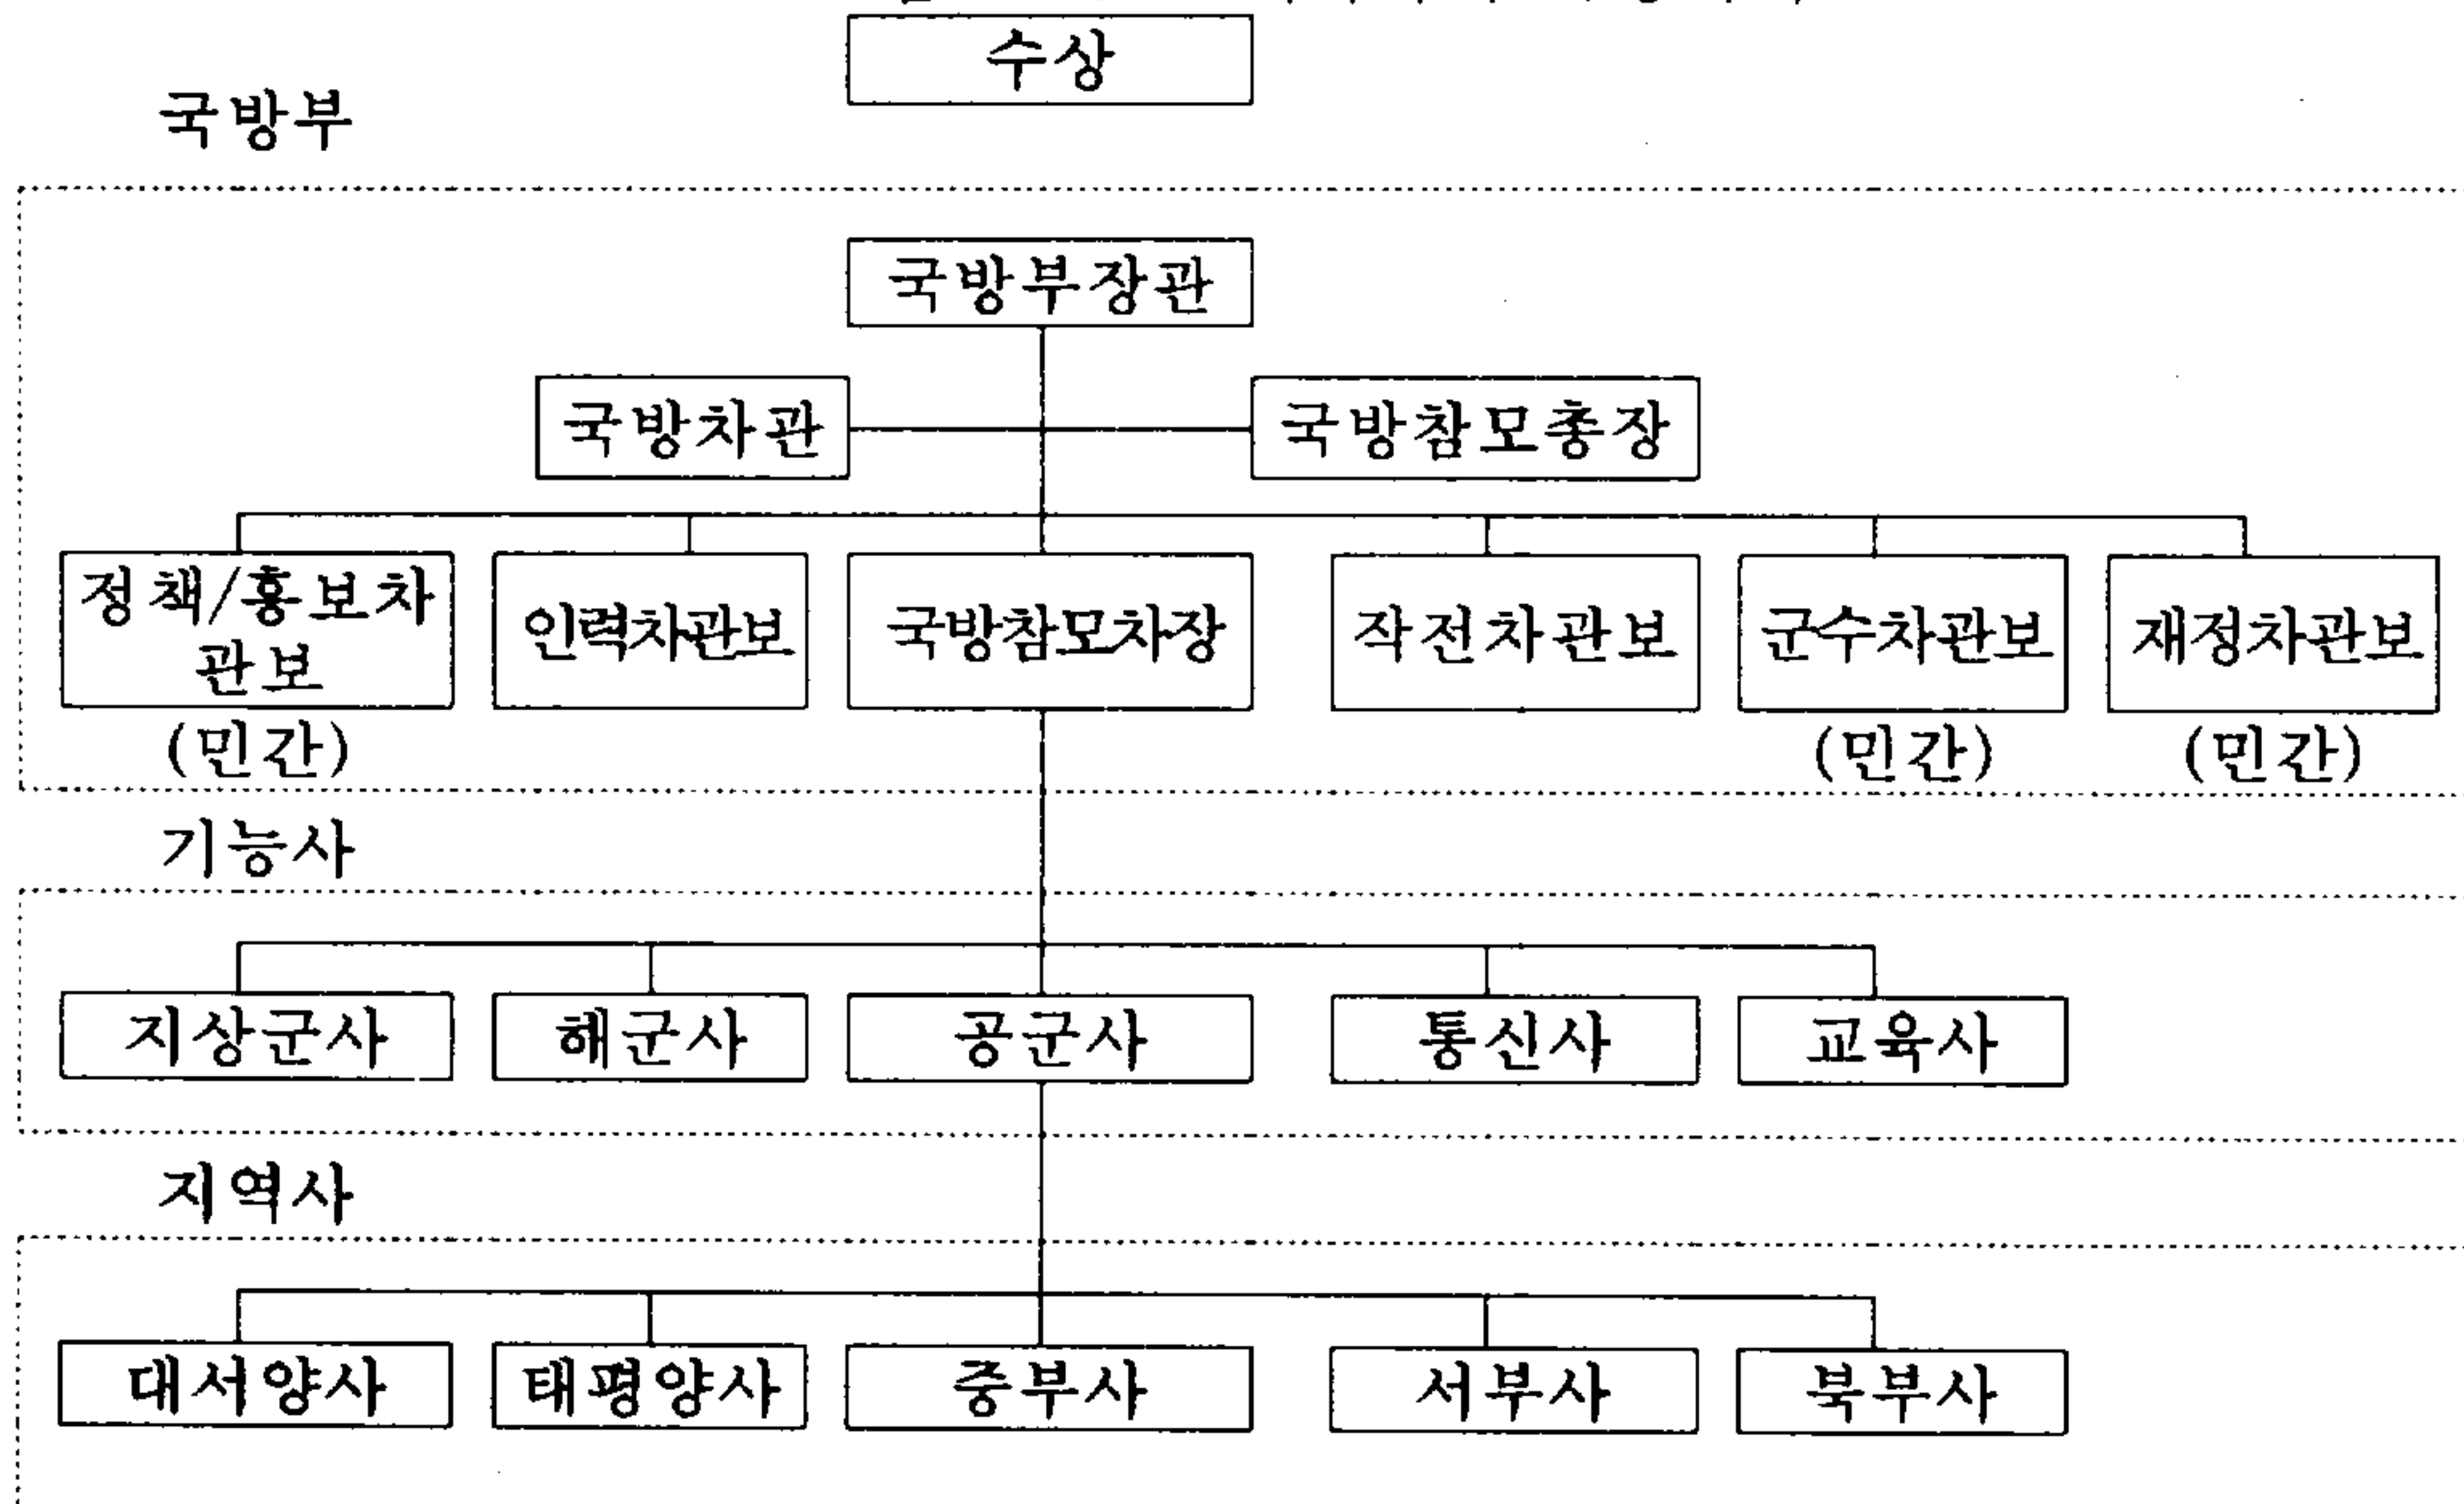 수상
국방부
국방부장관
국방차관
국방참모총장
정책/홍보차
관보
인력차관보
국방참모차장
작전차관보
군수차관보
재정차관보
(민간)
(민간)
(민간)
기능사
지상군사
해군사
공군사
통신사
교육사
지역사
대서양사
태평양사
중부사
서부사
북부사